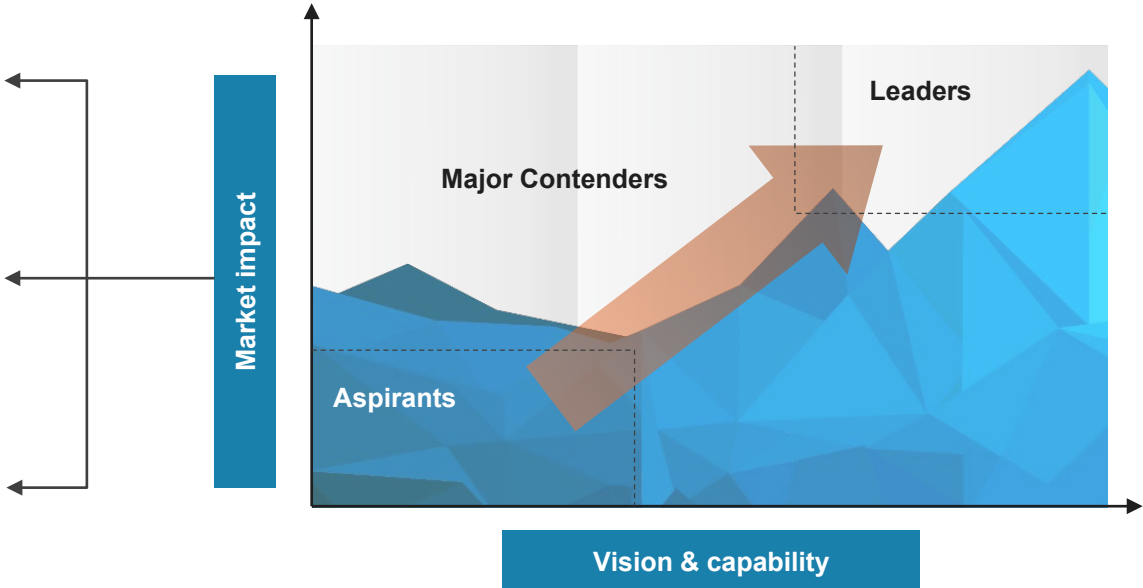 Leaders
Major Contenders
Market impact
Aspirants
Vision & capability